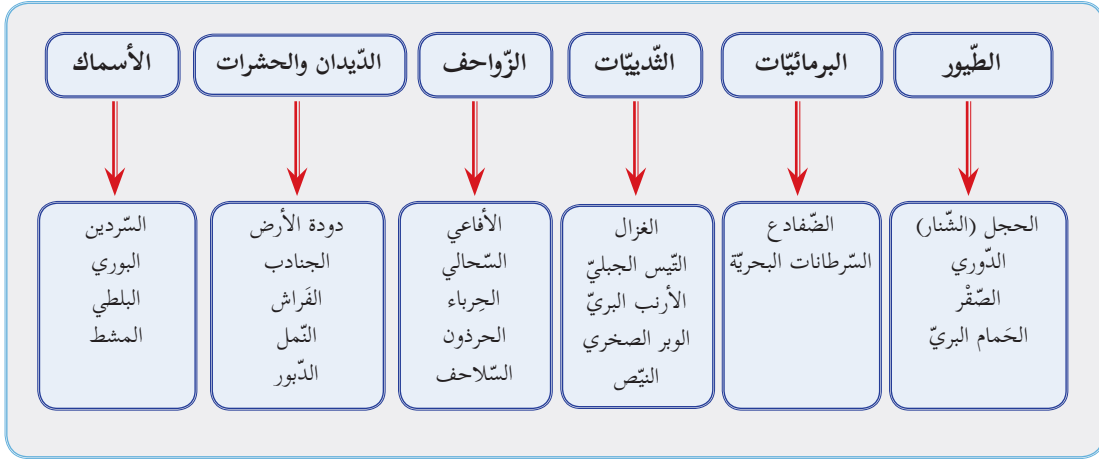 الطّيور
البرمائيّات
الثّدييّات
الزّواحف
الدّيدان والحشرات
الأسماك
الحجل (الشّنار)
الدّوري
الصّقْر
الحَمام البريّ
الضّفادع
السّرطانات البحريّة
الغزال
التّيس الجبليّ
الأرنب البريّ
الوبر الصخري
النيّص
الأفاعي
السّحالي
الحِرباء
الحرذون
السّلاحف
دودة الأرض
الجنادب
الفَراش
النّمل
الدّبور
السّردين
البوري
البلطي
المشط